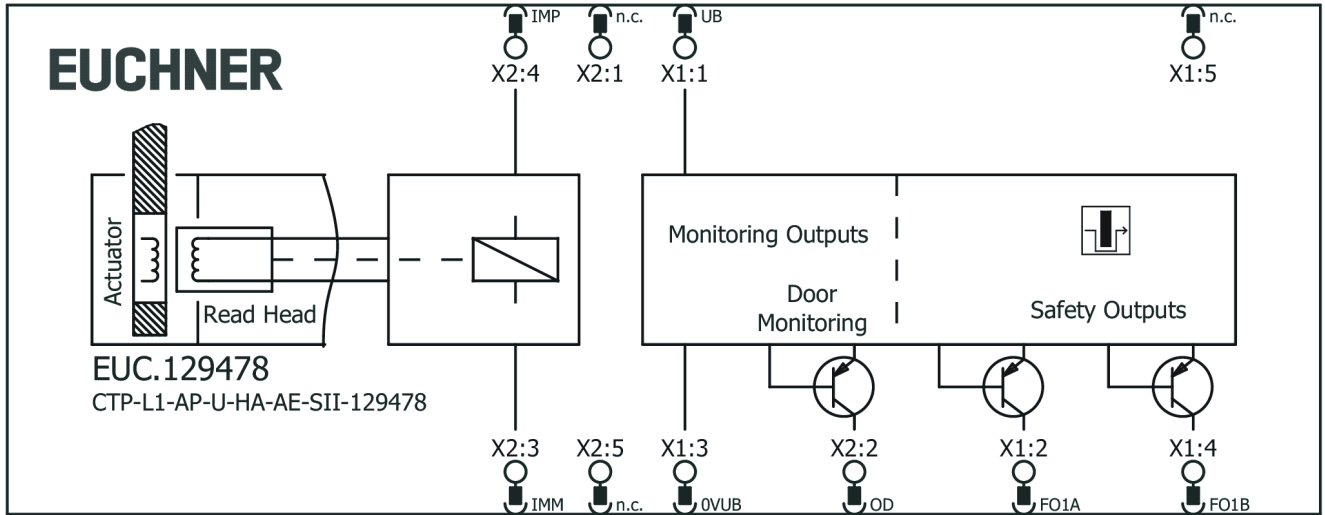 IMP n.c. UB n.c.
X2:4 X2:1 X1:1 X1:5
EUCHNER
Actuator
Read Head
Monitoring Outputs
Door
Monitoring
Safety Outputs
EUC.129478
CTP-L1-AP-U-HA-AE-SII-129478
X2:3 X2:5 X1:3 X2:2 X1:2 X1:4
IMM n.c. 0VUB OD FO1A FO1B